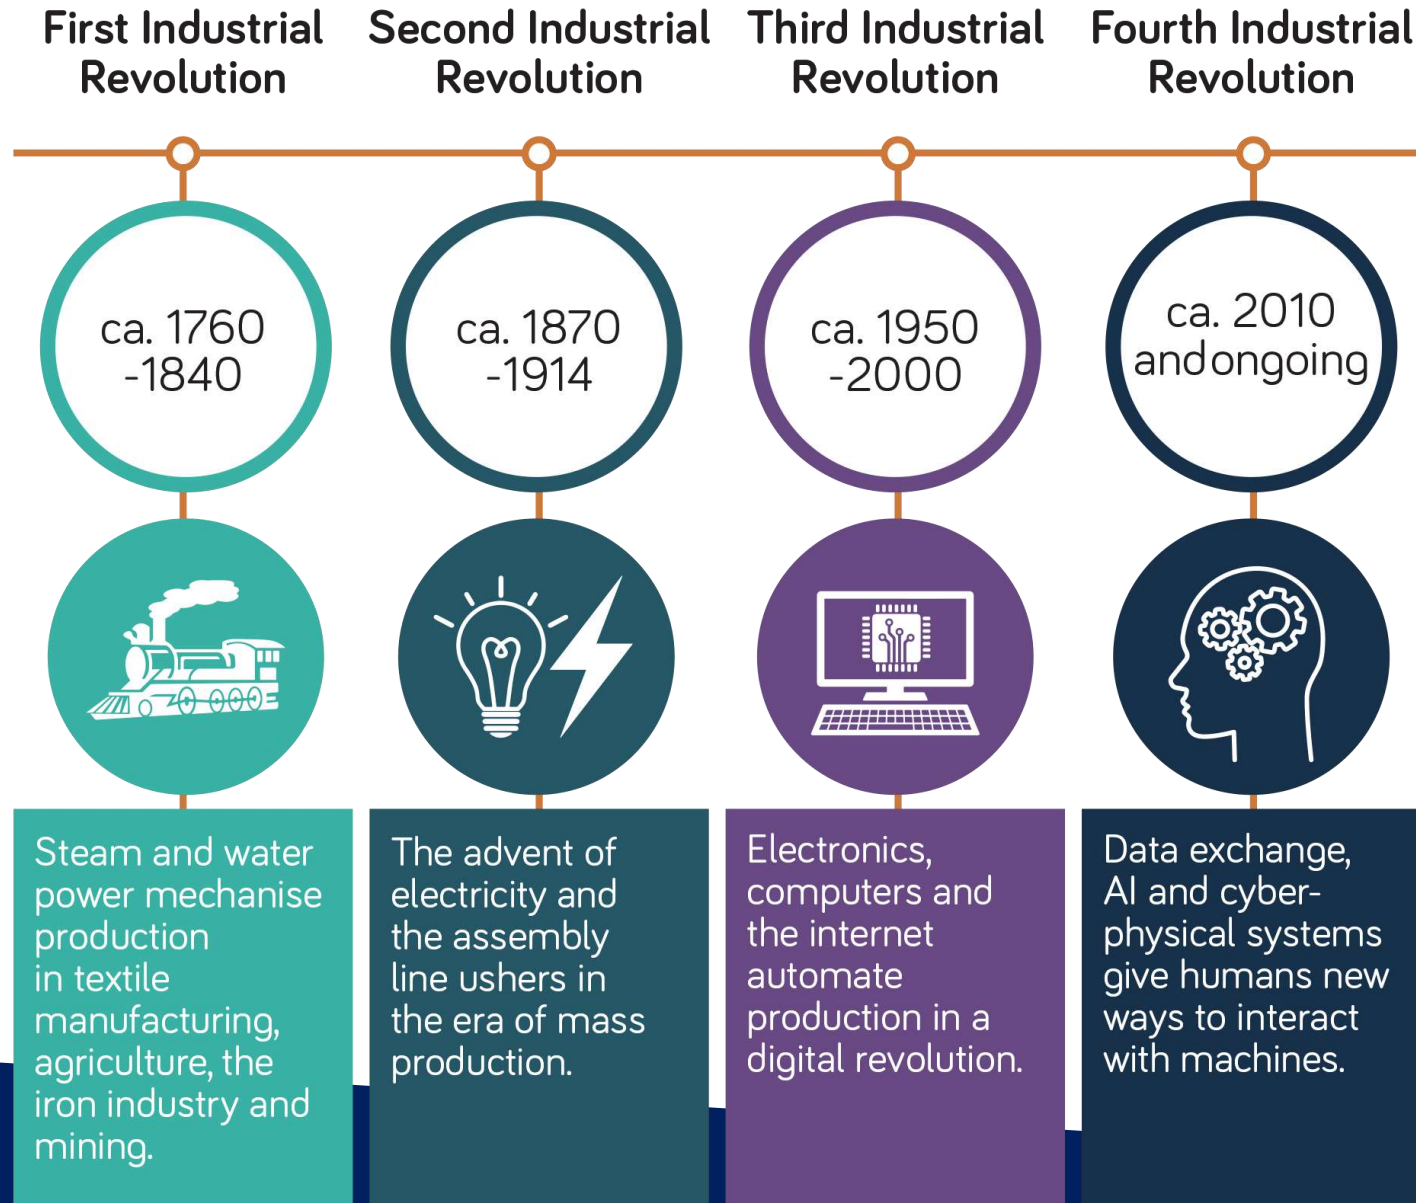 First Industrial
Revolution
Second Industrial
Revolution
Third Industrial
Revolution
Fourth Industrial
Revolution
ca. 1760
-1840
ca. 1870
-1914
ca. 1950
-2000
ca. 2010
and ongoing
Steam and water
power mechanise
production
in textile
manufacturing,
agriculture, the
iron industry and
mining.
The advent of
electricity and
the assembly
line ushers in
the era of mass
production.
Electronics,
computers and
the internet
automate
production in a
digital revolution.
Data exchange,
AI and cyber-
physical systems
give humans new
ways to interact
with machines.